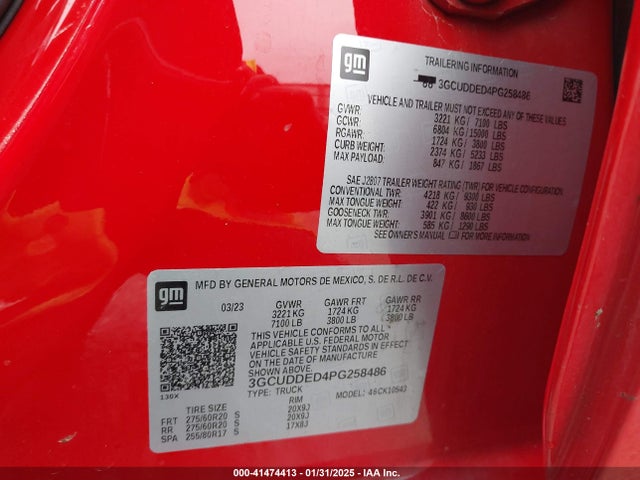 gm
TRAILERING INFORMATION
3GCUDDED4PG258486
VEHICLE AND TRAILER MUST NOT EXCEED ANY OF THESE VALUES.
GVWR: 3221 KG/ 7100 LBS
GCWR: 6804 KG/ 15000 LBS
RGAWR: 1724 KG/ 3800 LBS
CURB WEIGHT: 2374 KG/ 5233 LBS
MAX PAYLOAD: 847 KG/ 1867 LBS
SAE J2807 TRAILER WEIGHT RATING (TWR) FOR VEHICLE CONFIGURATION.
CONVENTIONAL TWR: 4218 KG/ 9300 LBS
MAX TONGUE WEIGHT: 422 KG/ 930 LBS
GOOSENECK TWR: 3901 KG/ 8600 LBS
MAX TONGUE WEIGHT: 585 KG/ 1290 LBS
SEE OWNER'S MANUAL
gm
MFD BY GENERAL MOTORS DE MEXICO, S. DE R.L. DE C.V.
03/23 GVWR GAWR FRT GAWR RR
3221 KG 1724 KG 1724 KG
7100 LB 3800 LB 3800 LB
THIS VEHICLE CONFORMS TO ALL
APPLICABLE U.S. FEDERAL MOTOR
VEHICLE SAFETY STANDARDS IN EFFECT
ON THE DATE OF MANUFACTURE
SHOWN ABOVE.
139X
3GCUDDED4PG258486
TYPE: TRUCK MODEL: 46CK10543
TIRE SIZE RIM
FRT 275/60R20 S 20X9J
RR 275/60R20 S 20X9J
SPA 255/80R17 S 17X8J
000-41474413 - 01/31/2025 - IAA Inc.